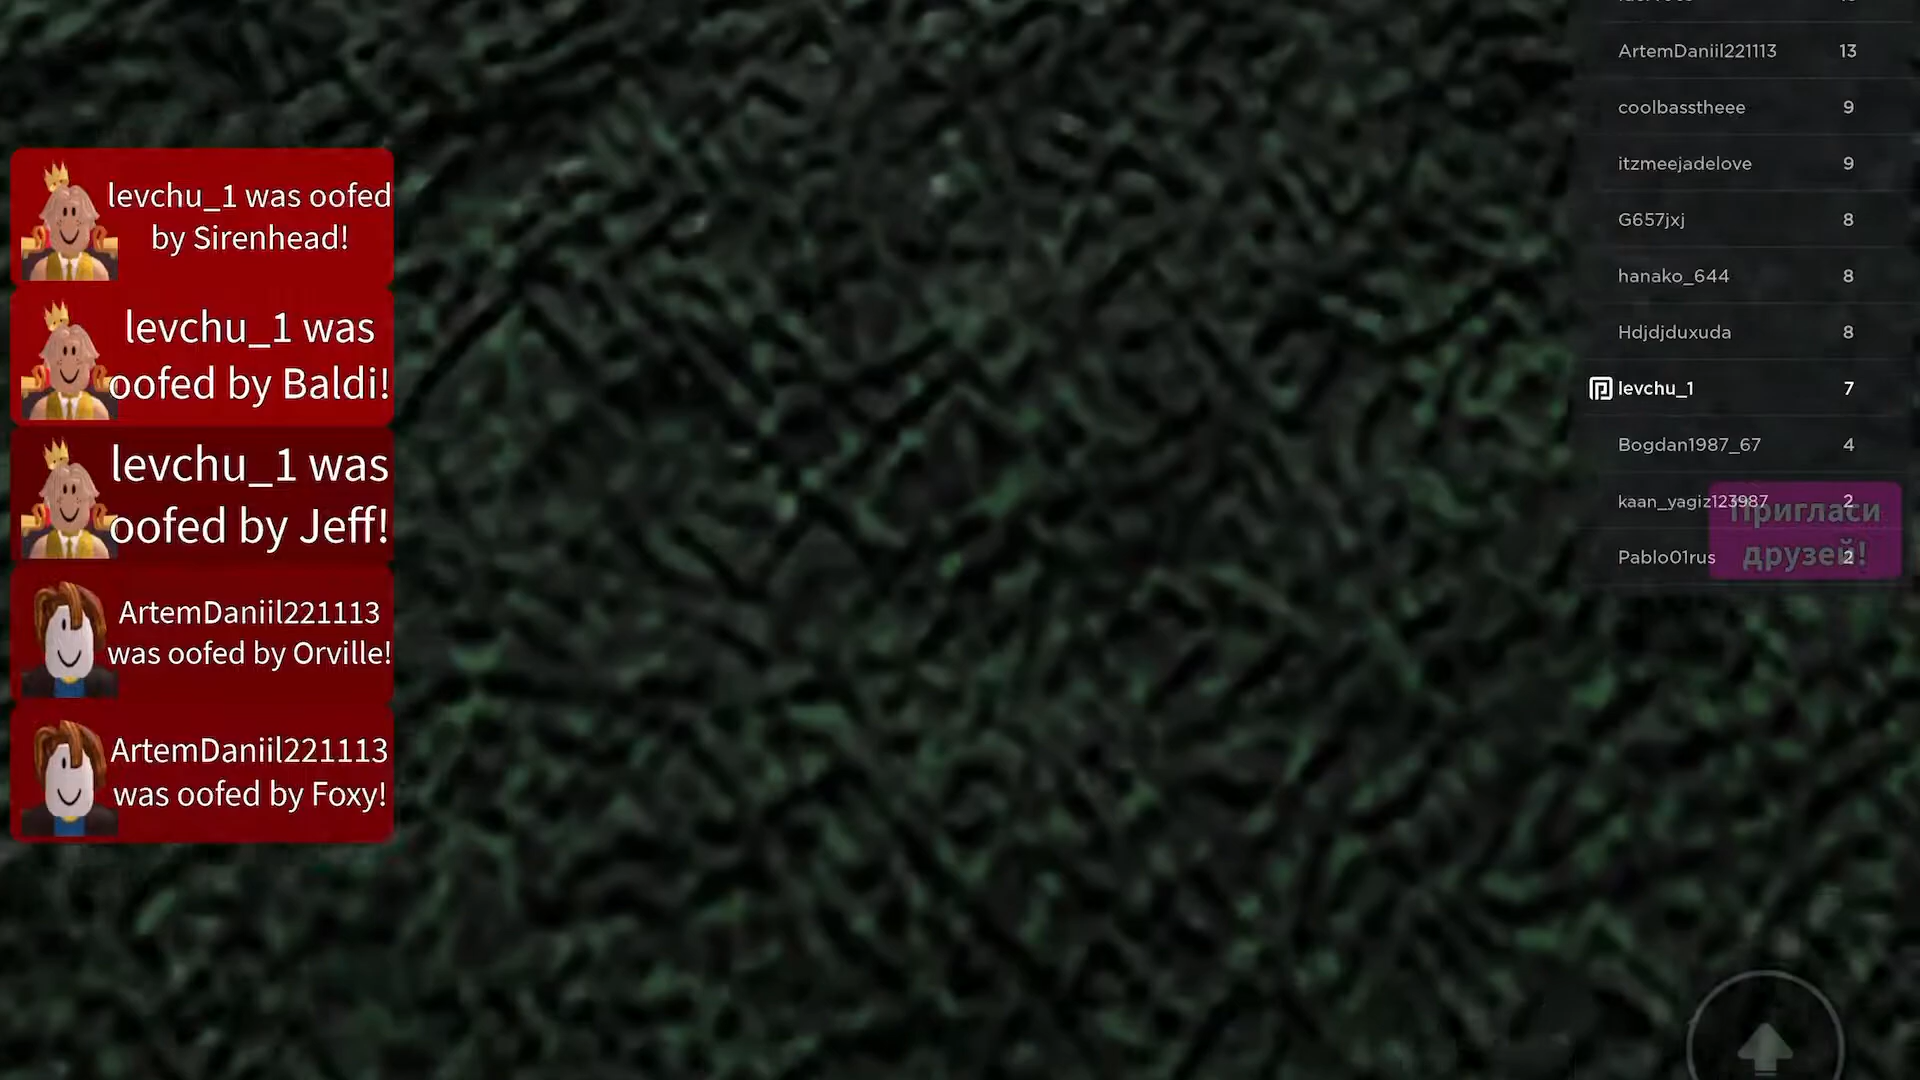 levchu_1 was oofed
by Sirenhead!
levchu_1 was
oofed by Baldi!
levchu_1 was
oofed by Jeff!
ArtemDaniil221113
was oofed by Orville!
ArtemDaniil221113
was oofed by Foxy!
ArtemDaniil221113 13
coolbasstheee 9
itzmeejadelove 9
G657jxj 8
hanako_644 8
Hdjdjduxuda 8
levchu_1 7
Bogdan1987_67 4
kaan_yagiz123987 2
Pablo01rus 2
Пригласи
друзей!